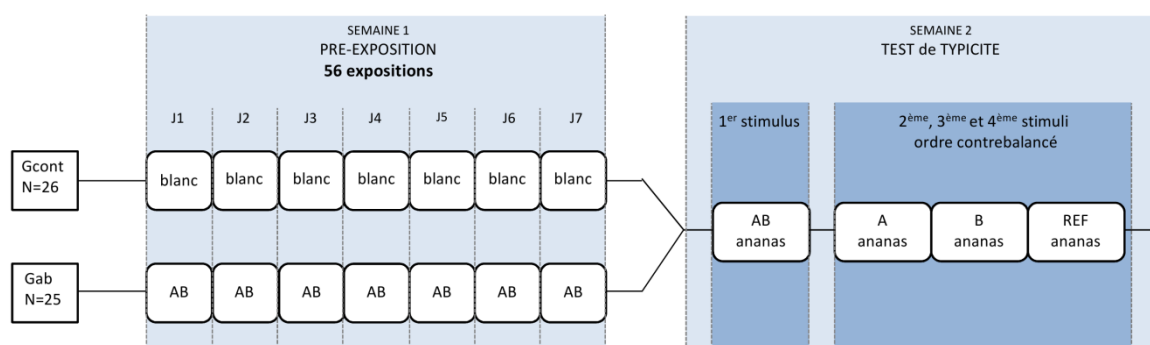 SEMAINE 1
PRE-EXPOSITION
56 expositions
J1 J2 J3 J4 J5 J6 J7
Gcont
N=26
blanc blanc blanc blanc blanc blanc blanc
Gab
N=25
AB AB AB AB AB AB AB
SEMAINE 2
TEST de TYPICITE
1er stimulus
2ème, 3ème et 4ème stimuli
ordre contrebalancé
AB
ananas
A
ananas
B
ananas
REF
ananas